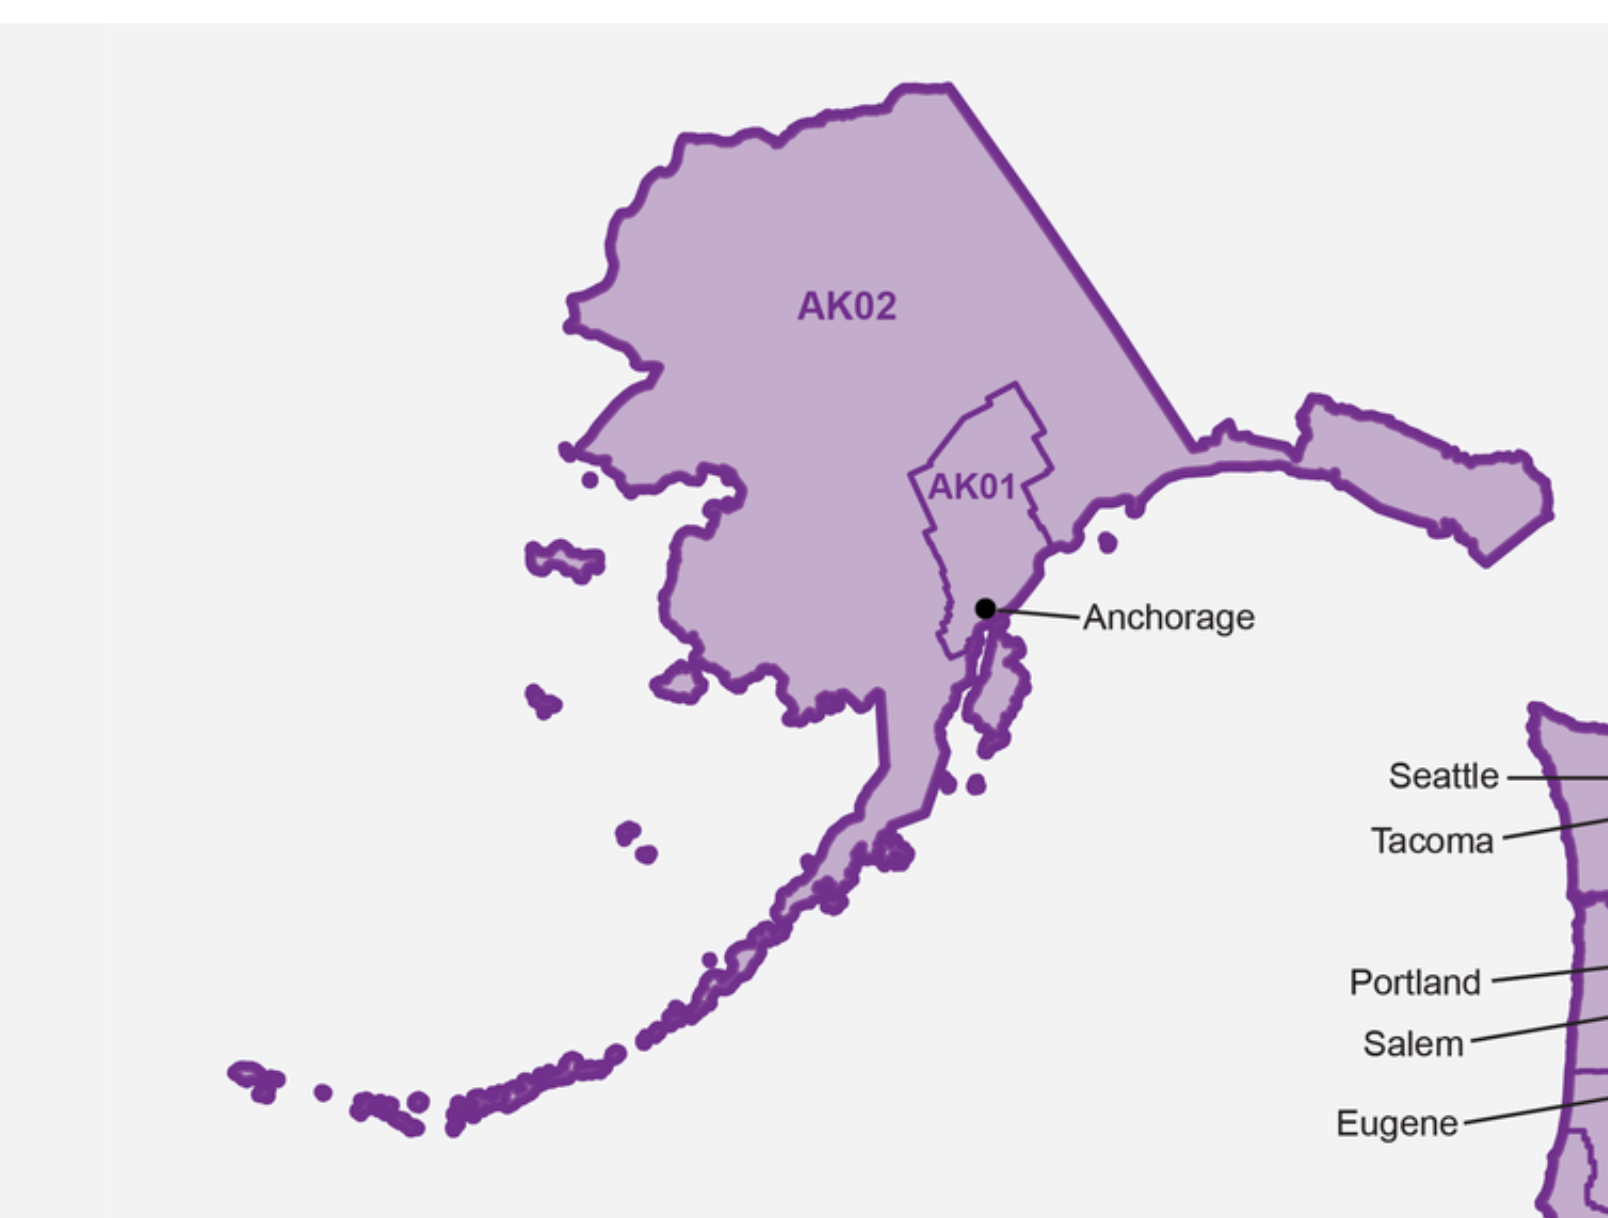 AK02
AK01
Anchorage
Seattle
Tacoma
Portland
Salem
Eugene